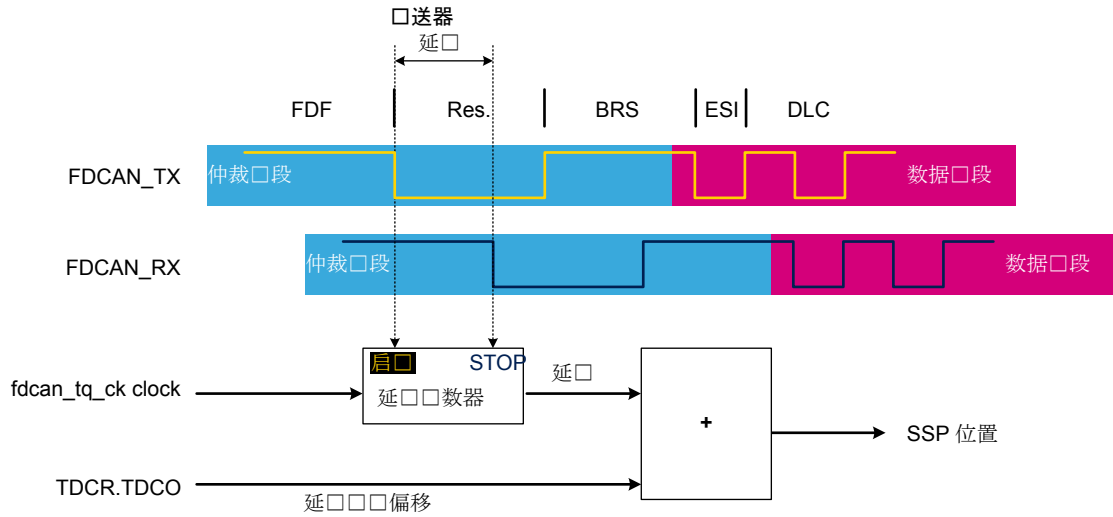 □送器
延□
FDF
Res.
BRS
ESI
DLC
FDCAN_TX
仲裁□段
数据□段
FDCAN_RX
仲裁□段
数据□段
启□
STOP
fdcan_tq_ck clock
延□□数器
延□
+
SSP 位置
TDCR.TDCO
延□□□偏移